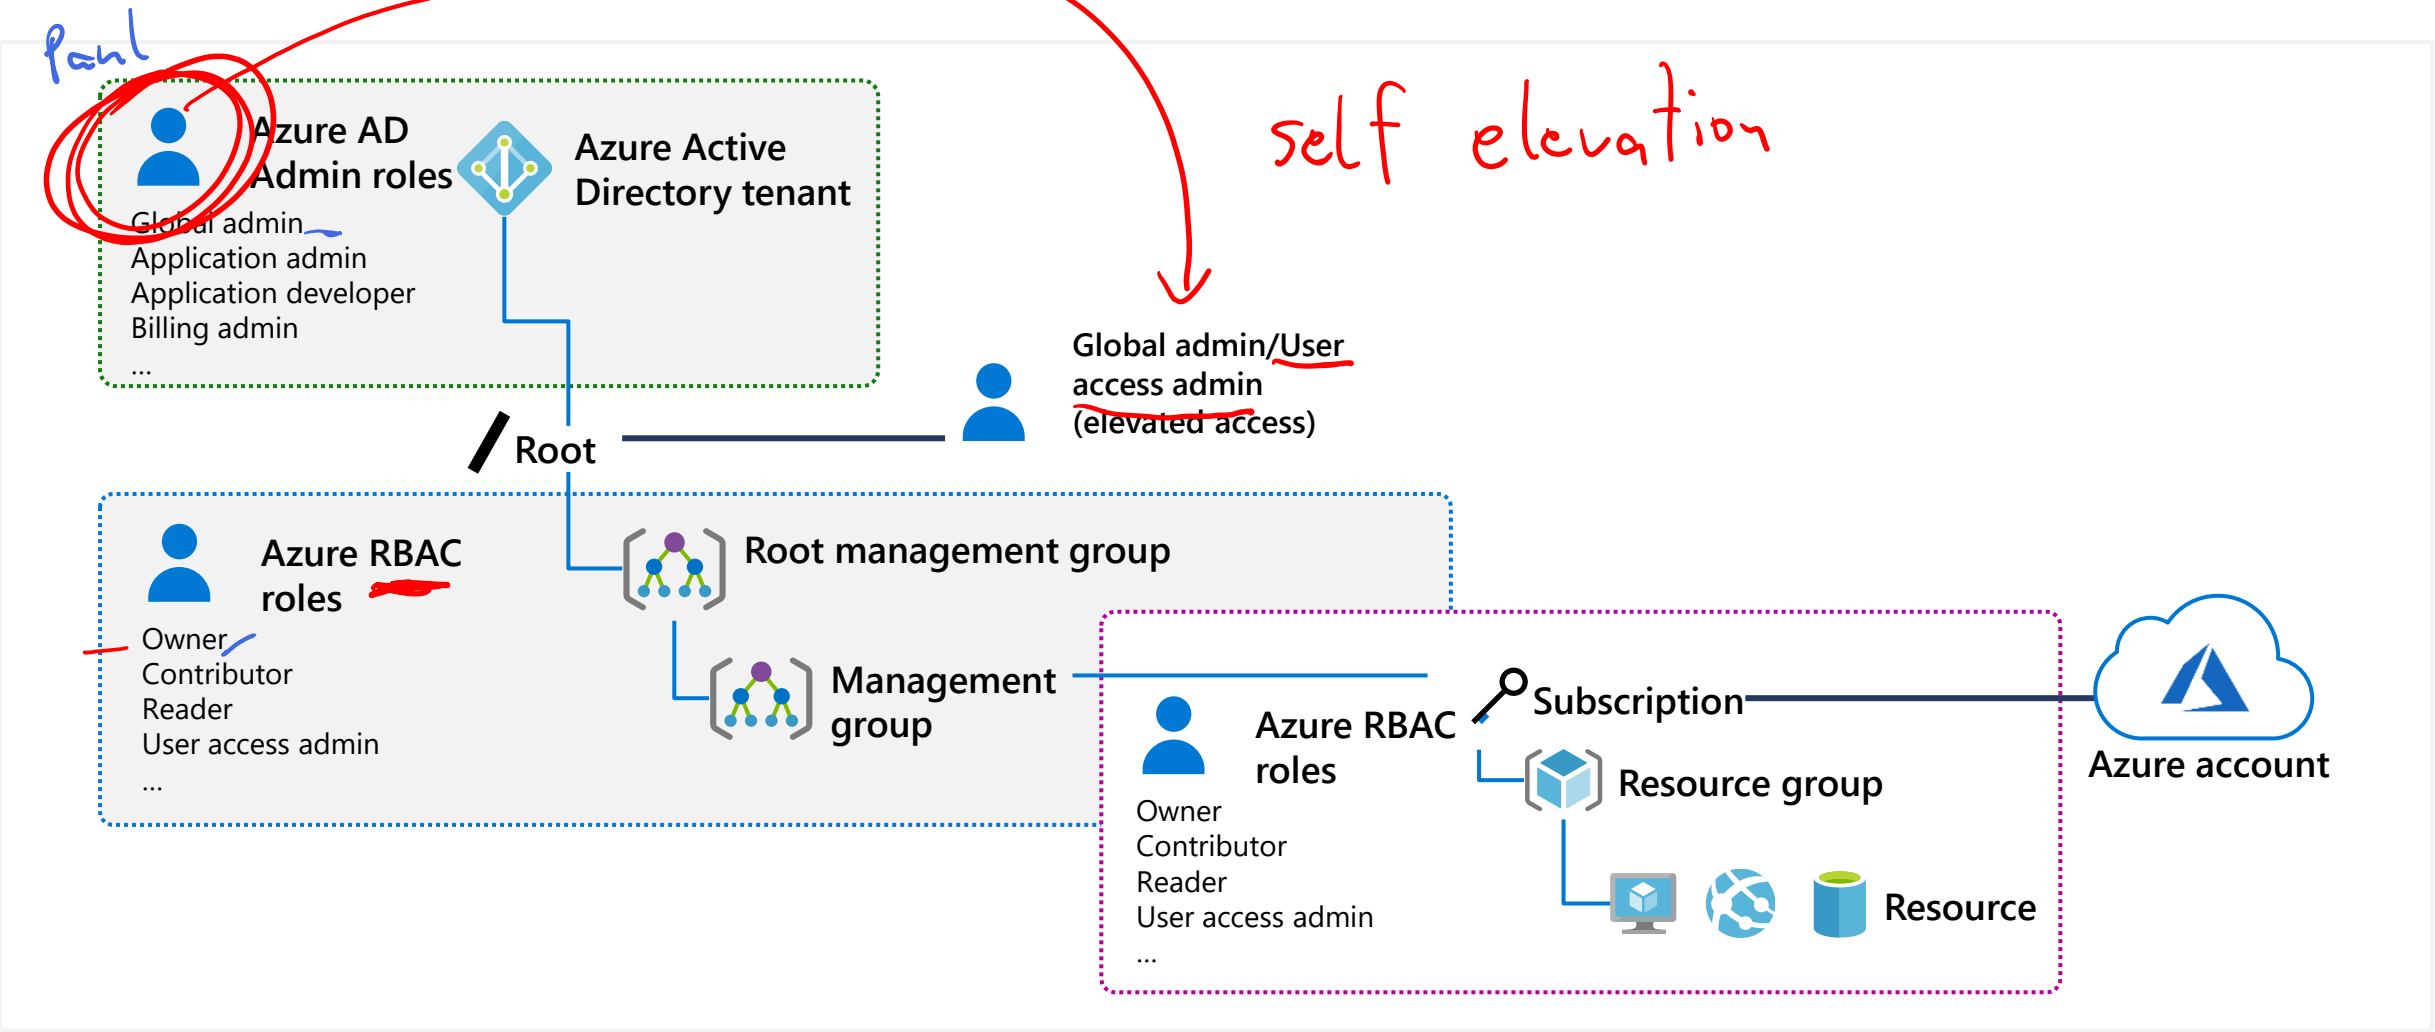 Paul
self elevation
Azure AD
Admin roles
Global admin
Application admin
Application developer
Billing admin
...
Azure Active
Directory tenant
Global admin/User
access admin
(elevated access)
Root
Azure RBAC
roles
Owner
Contributor
Reader
User access admin
...
Root management group
Management
group
Azure RBAC
roles
Owner
Contributor
Reader
User access admin
...
Subscription
Resource group
Resource
Azure account